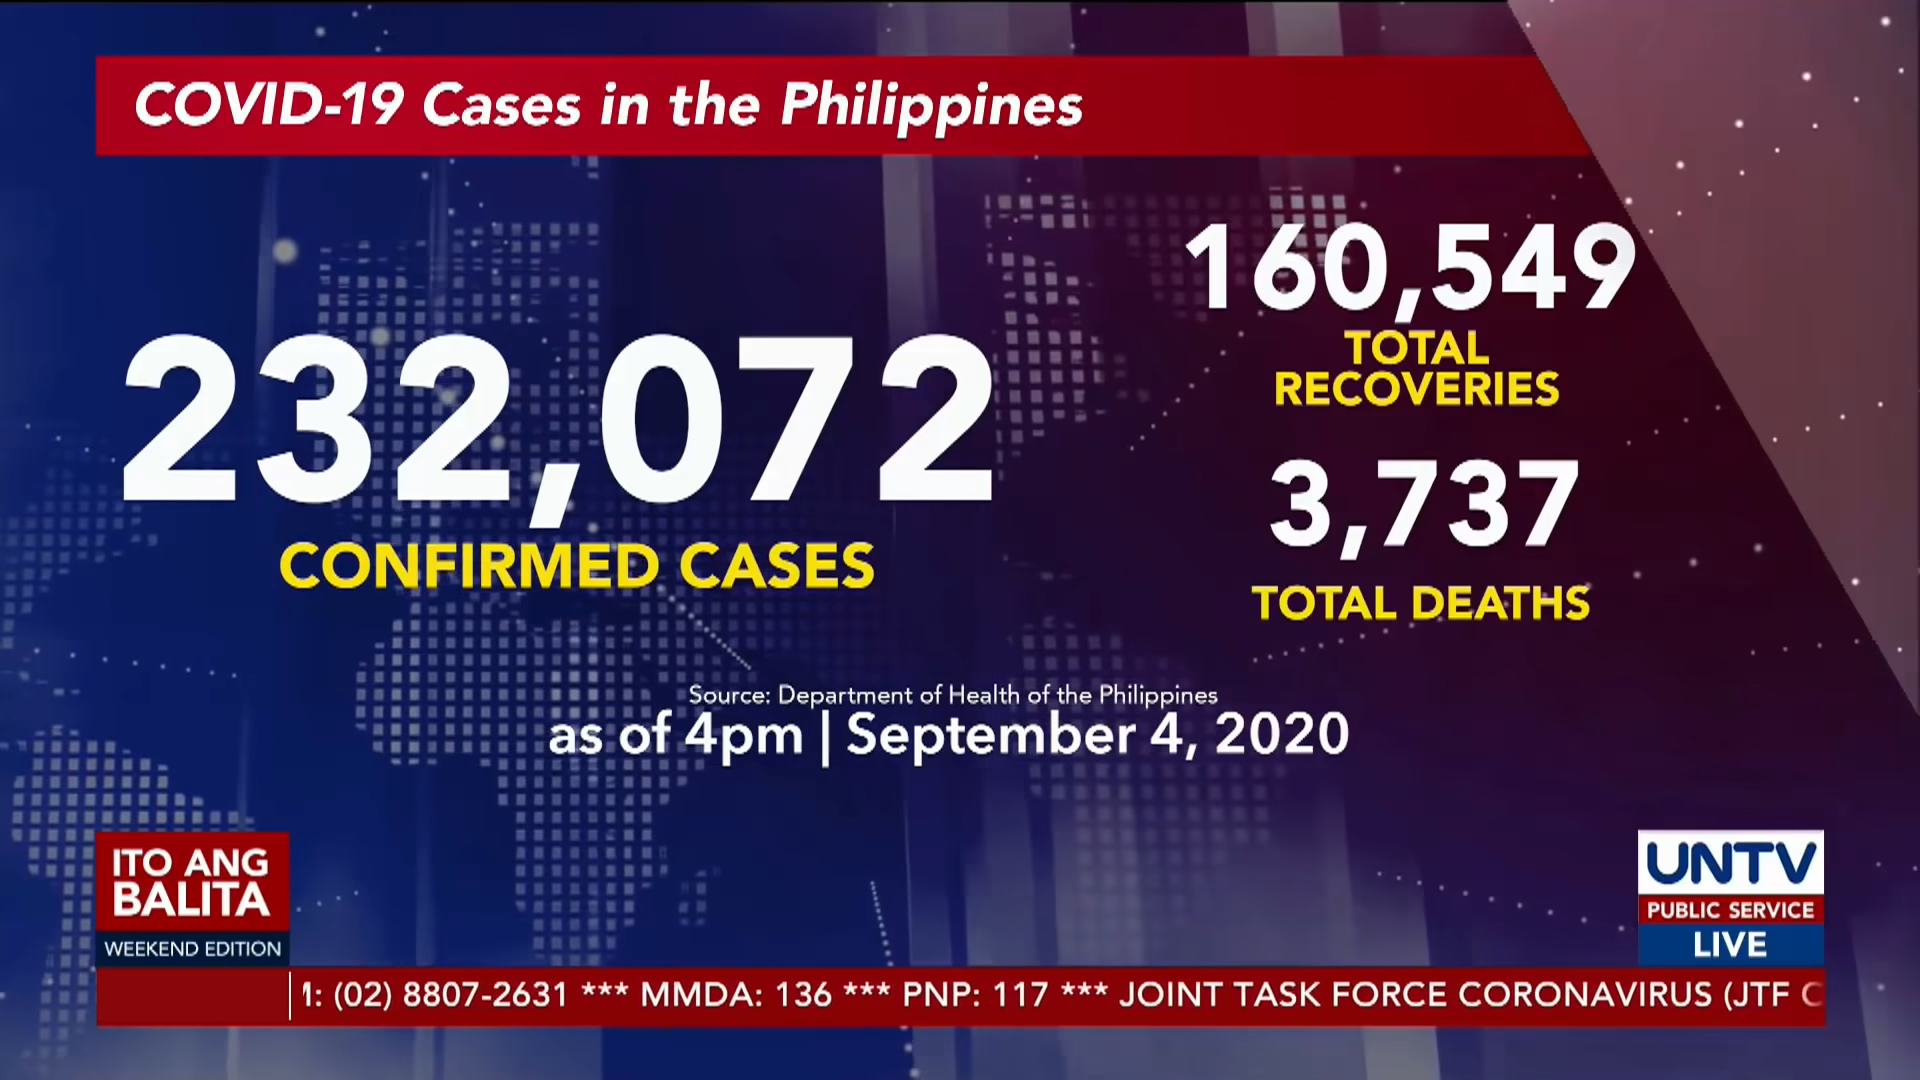 COVID-19 Cases in the Philippines
232,072
CONFIRMED CASES
160,549
TOTAL
RECOVERIES
3,737
TOTAL DEATHS
Source: Department of Health of the Philippines
as of 4pm | September 4, 2020
ITO ANG
BALITA
WEEKEND EDITION
UNTV
PUBLIC SERVICE
LIVE
: (02) 8807-2631 *** MMDA: 136 *** PNP: 117 *** JOINT TASK FORCE CORONAVIRUS (JTF C